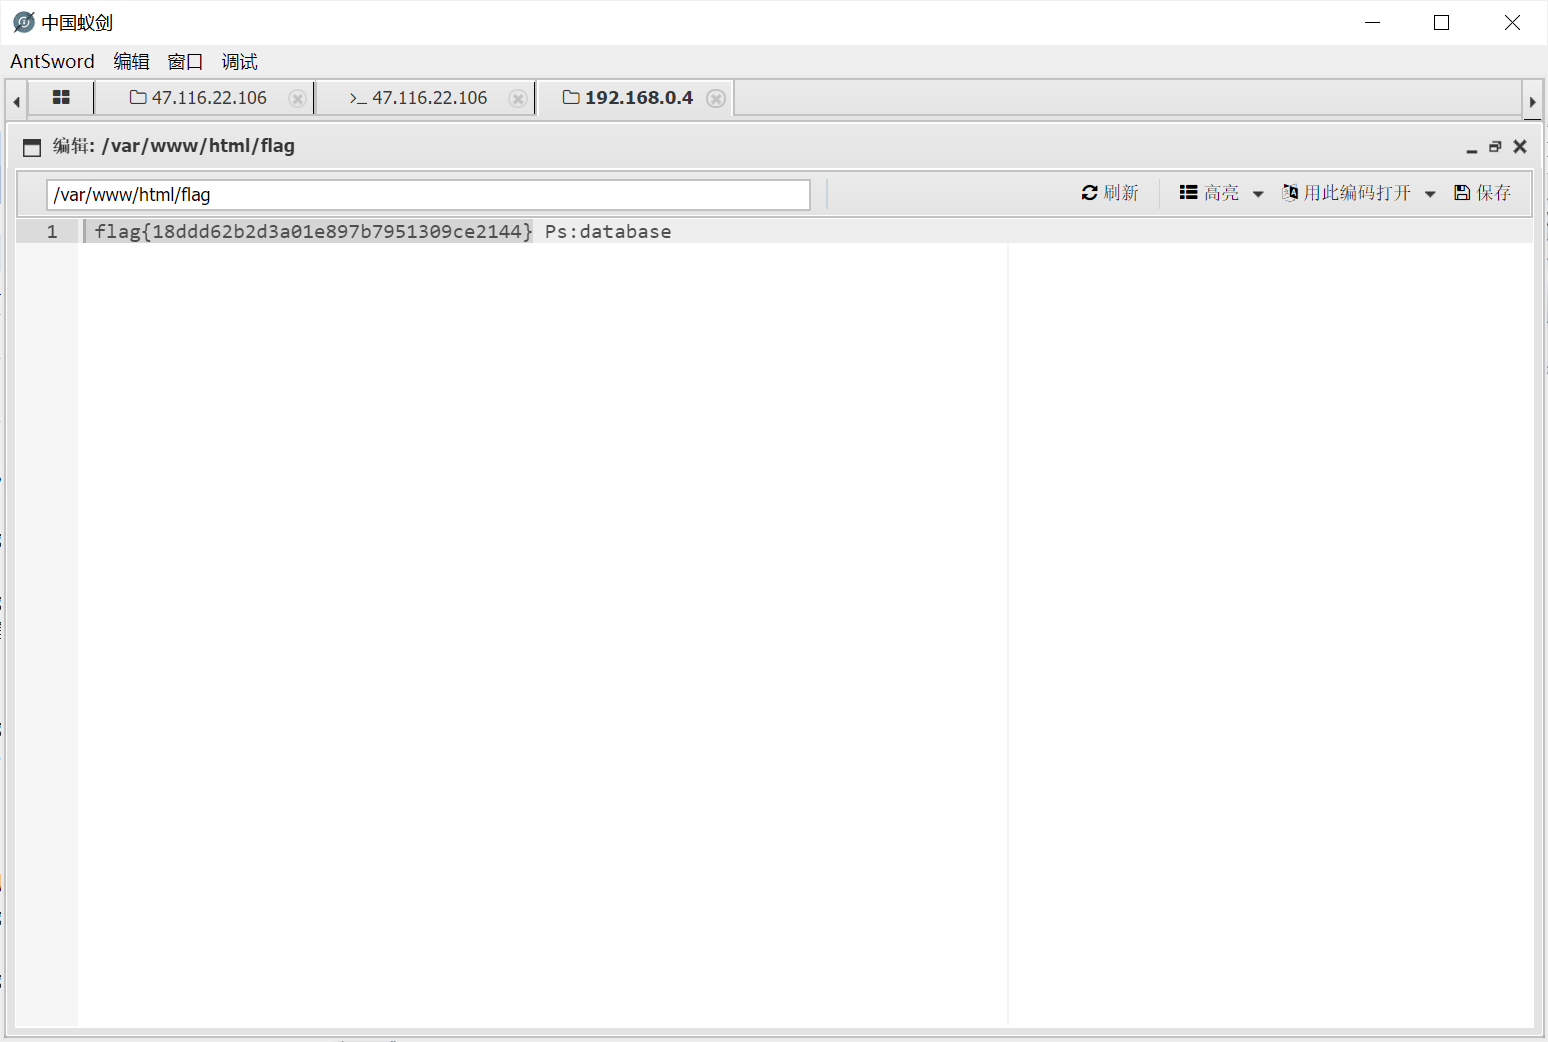 中国蚁剑
AntSword 编辑 窗口 调试
47.116.22.106 >_ 47.116.22.106 192.168.0.4
编辑: /var/www/html/flag
/var/www/html/flag 刷新 高亮 用此编码打开 保存
1 flag{18ddd62b2d3a01e897b7951309ce2144} Ps:database